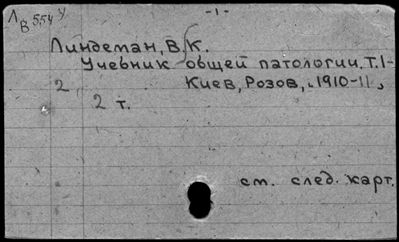 Л В 554 У
-1-
Линдеман, В.К.
Учебник общей патологии. Т.1-
2 Киев, Розов, 1910-11,
2 т.
см. след. карт.